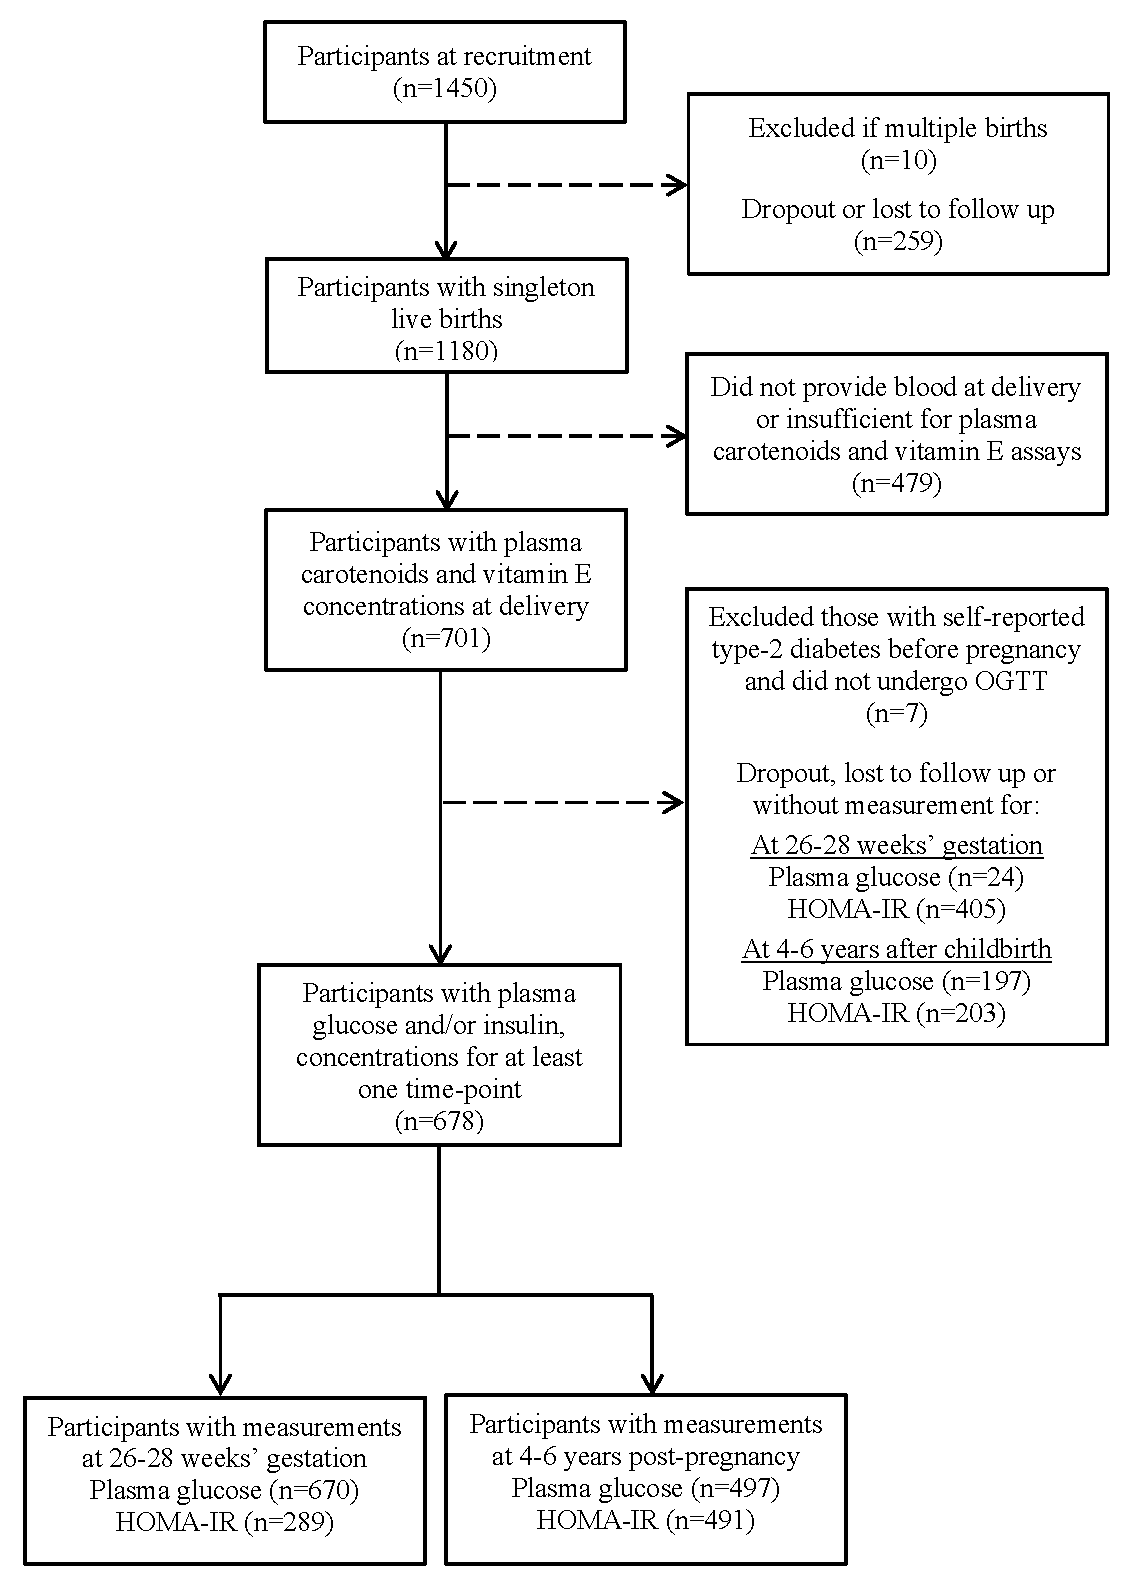 Participants at recruitment
(n=1450)
Excluded if multiple births
(n=10)
Dropout or lost to follow up
(n=259)
Participants with singleton
live births
(n=1180)
Did not provide blood at delivery
or insufficient for plasma
carotenoids and vitamin E assays
(n=479)
Participants with plasma
carotenoids and vitamin E
concentrations at delivery
(n=701)
Excluded those with self-reported
type-2 diabetes before pregnancy
and did not undergo OGTT
(n=7)
Dropout, lost to follow up or
without measurement for:
At 26-28 weeks’ gestation
Plasma glucose (n=24)
HOMA-IR (n=405)
At 4-6 years after childbirth
Plasma glucose (n=197)
HOMA-IR (n=203)
Participants with plasma
glucose and/or insulin,
concentrations for at least
one time-point
(n=678)
Participants with measurements
at 26-28 weeks’ gestation
Plasma glucose (n=670)
HOMA-IR (n=289)
Participants with measurements
at 4-6 years post-pregnancy
Plasma glucose (n=497)
HOMA-IR (n=491)